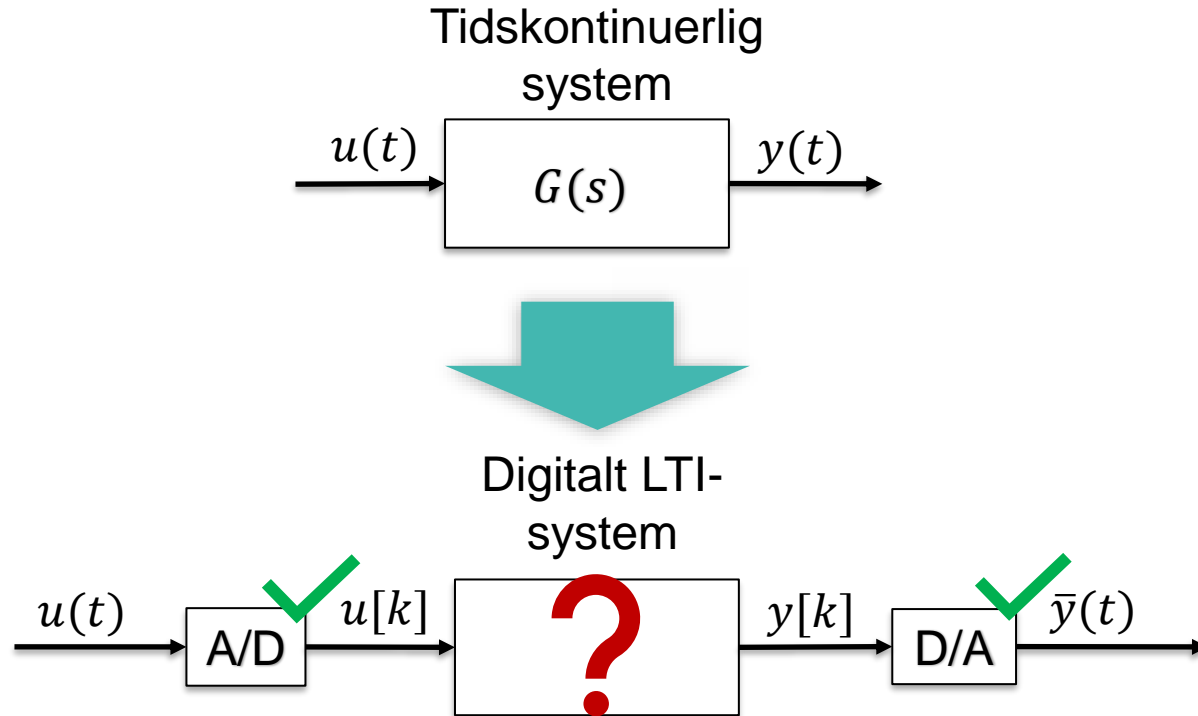 Tidskontinuerlig
system
u(t) G(s) y(t)
Digitalt LTI-
system
u(t) A/D u[k] ? y[k] D/A ȳ(t)